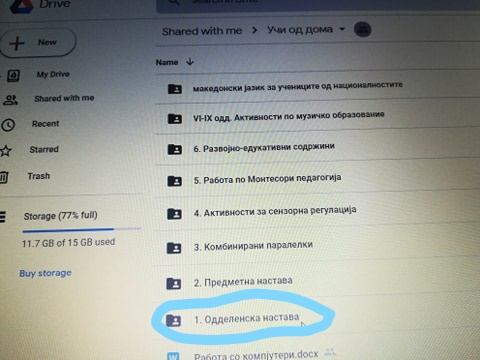 Drive
Search in Drive
New
My Drive
Shared with me
Recent
Starred
Trash
Storage (77% full)
11.7 GB of 15 GB used
Buy storage
Shared with me > Учи од дома
Name
македонски јазик за учениците од националностите
VI-IX одд. Активности по музичко образование
6. Развојно-едукативни содржини
5. Работа по Монтесори педагогија
4. Активности за сензорна регулација
3. Комбинирани паралелки
2. Предметна настава
1. Одделенска настава
W Работа со компјутери.docx